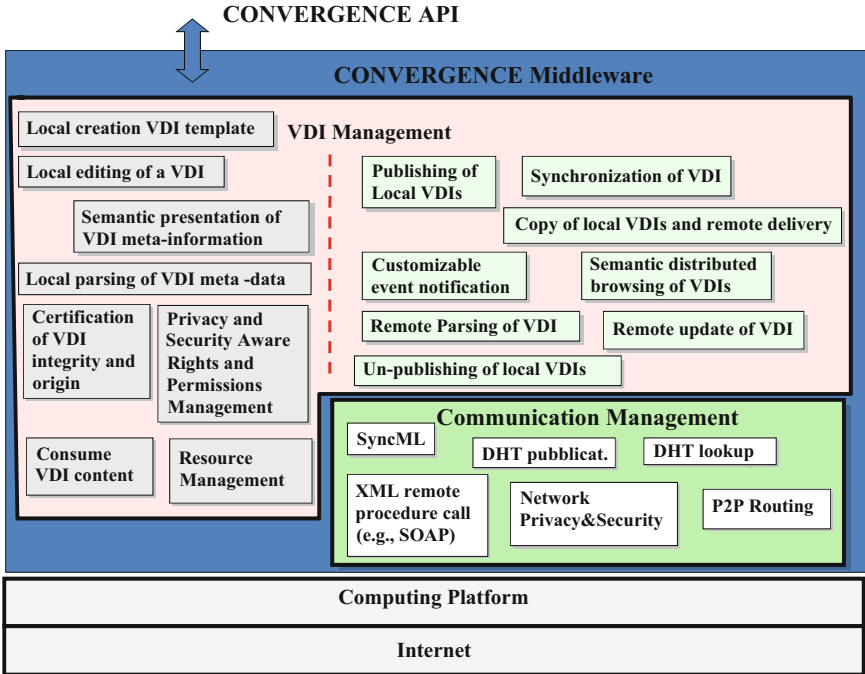 CONVERGENCE API
CONVERGENCE Middleware
Local creation VDI template
VDI Management
Local editing of a VDI
Semantic presentation of
VDI meta-information
Local parsing of VDI meta -data
Certification
of VDI
integrity and
origin
Privacy and
Security Aware
Rights and
Permissions
Management
Consume
VDI content
Resource
Management
Publishing of
Local VDIs
Synchronization of VDI
Copy of local VDIs and remote delivery
Customizable
event notification
Semantic distributed
browsing of VDIs
Remote Parsing of VDI
Remote update of VDI
Un-publishing of local VDIs
Communication Management
SyncML
DHT pubblicat.
DHT lookup
XML remote
procedure call
(e.g., SOAP)
Network
Privacy&Security
P2P Routing
Computing Platform
Internet